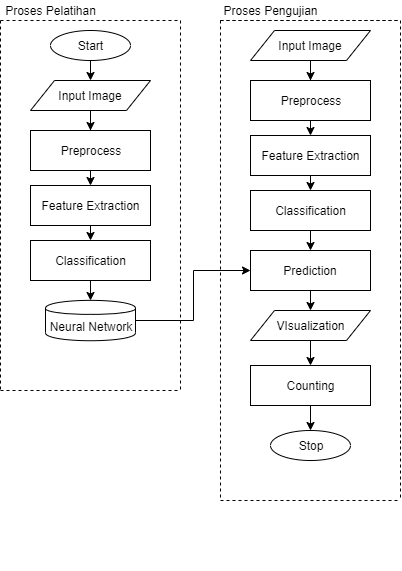 Proses Pelatihan
Start
Input Image
Preprocess
Feature Extraction
Classification
Neural Network
Proses Pengujian
Input Image
Preprocess
Feature Extraction
Classification
Prediction
VIsualization
Counting
Stop